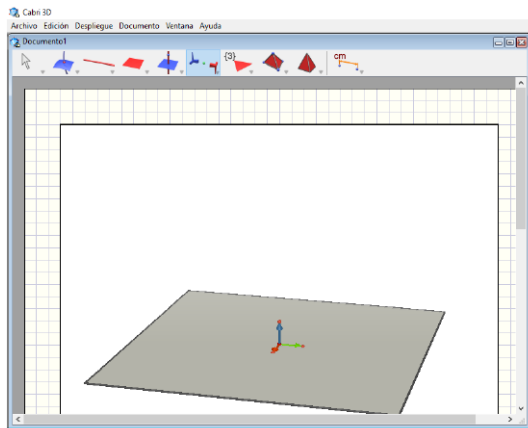 Cabri 3D
Archivo Edición Despliegue Documento Ventana Ayuda
Documento1
{3}
cm